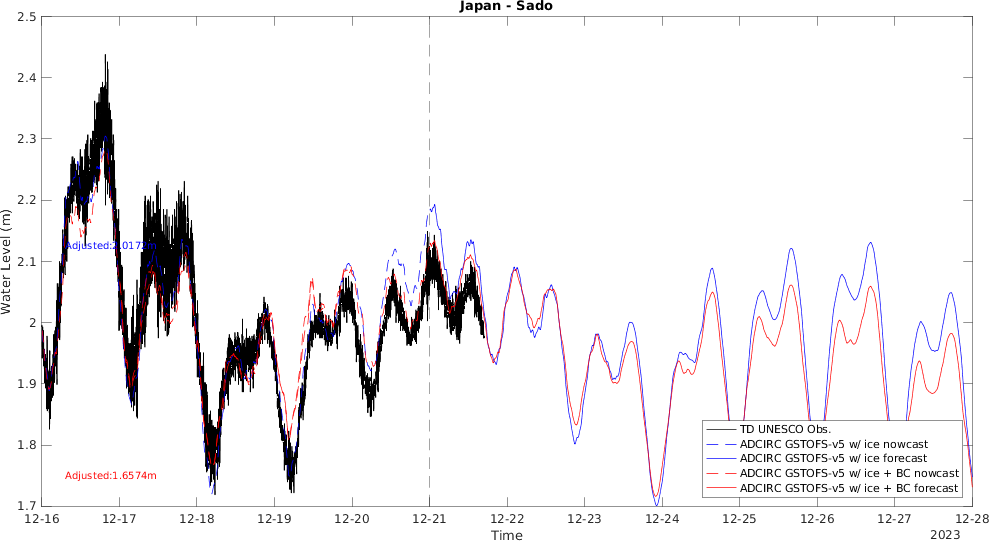 Japan - Sado
Water Level (m)
2.5
2.4
2.3
2.2
2.1
2
1.9
1.8
1.7
Adjusted:2.0172m
Adjusted:1.6574m
TD UNESCO Obs.
ADCIRC GSTOFS-v5 w/ ice nowcast
ADCIRC GSTOFS-v5 w/ ice forecast
ADCIRC GSTOFS-v5 w/ ice + BC nowcast
ADCIRC GSTOFS-v5 w/ ice + BC forecast
12-16 12-17 12-18 12-19 12-20 12-21 12-22 12-23 12-24 12-25 12-26 12-27 12-28
Time
2023